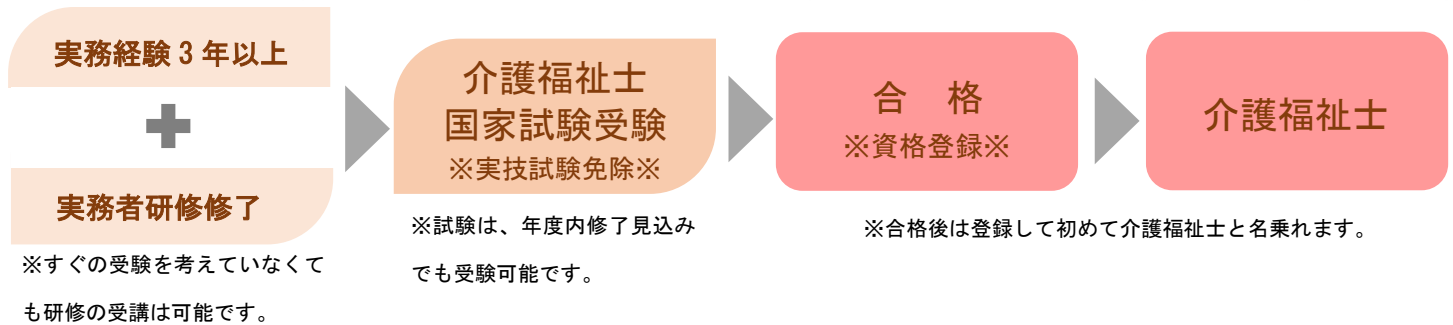 実務経験３年以上
実務者研修修了
※すぐの受験を考えていなくて
も研修の受講は可能です。
介護福祉士
国家試験受験
※実技試験免除※
※試験は、年度内修了見込み
でも受験可能です。
合　格
※資格登録※
介護福祉士
※合格後は登録して初めて介護福祉士と名乗れます。